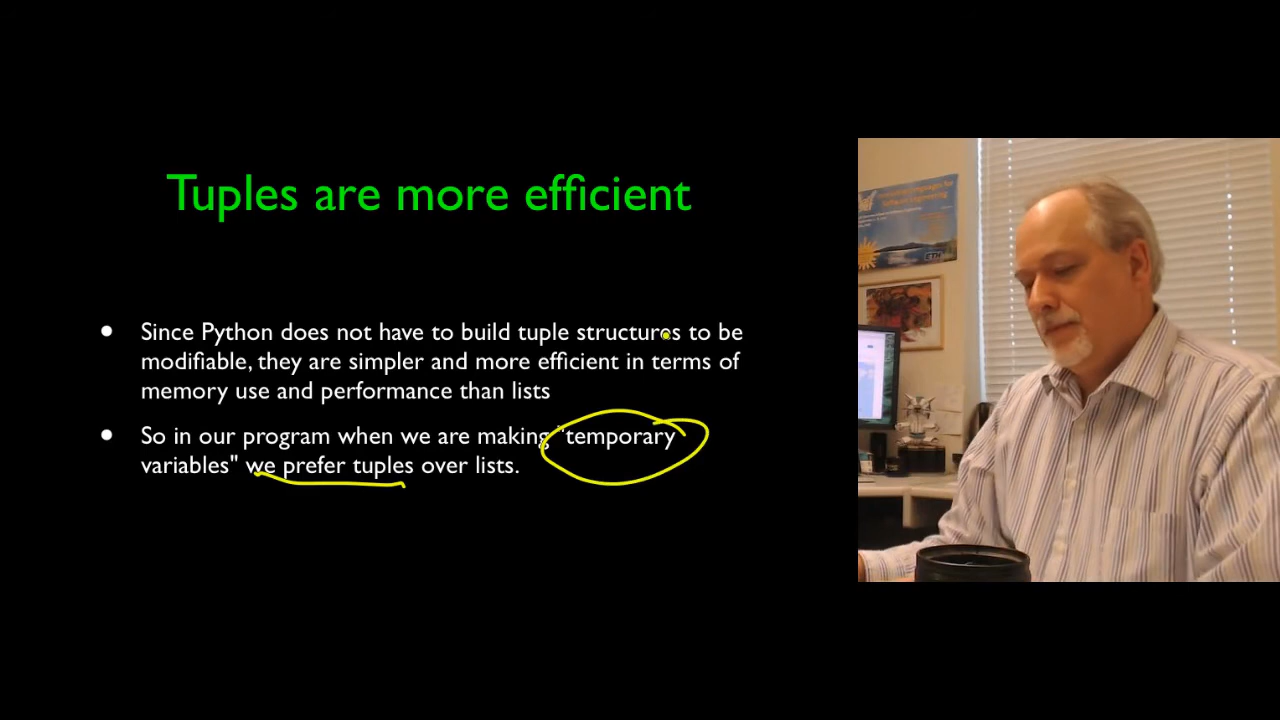 Tuples are more efficient
• Since Python does not have to build tuple structures to be
modifiable, they are simpler and more efficient in terms of
memory use and performance than lists
• So in our program when we are making "temporary
variables" we prefer tuples over lists.